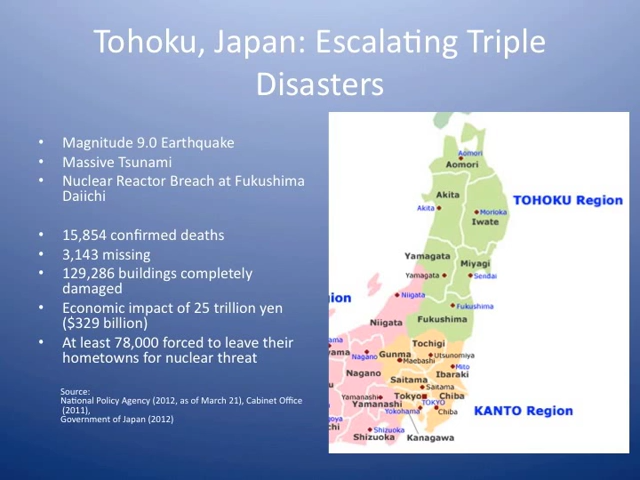 Tohoku, Japan: Escalating Triple
Disasters
• Magnitude 9.0 Earthquake
• Massive Tsunami
• Nuclear Reactor Breach at Fukushima
Daiichi
• 15,854 confirmed deaths
• 3,143 missing
• 129,286 buildings completely
damaged
• Economic impact of 25 trillion yen
($329 billion)
• At least 78,000 forced to leave their
hometowns for nuclear threat
Source:
National Policy Agency (2012, as of March 21), Cabinet Office
(2011),
Government of Japan (2012)
Aomori
Aomori
Akita
TOHOKU Region
Akita
Morioka
Iwate
Yamagata
Miyagi
Yamagata
Sendai
ion
Niigata
Fukushima
Niigata
Fukushima
Tochigi
ama
yama
Nagano
Gunma
Utsunomiya
Maebashi
Mito
Nagano
Ibaraki
Saitama
Saitama
Yamanashi
Tokyo
Chiba
Yamanashi
TOKYO
KANTO Region
Yokohama
Chiba
goya
Shizuoka
chi
Shizuoka
Kanagawa